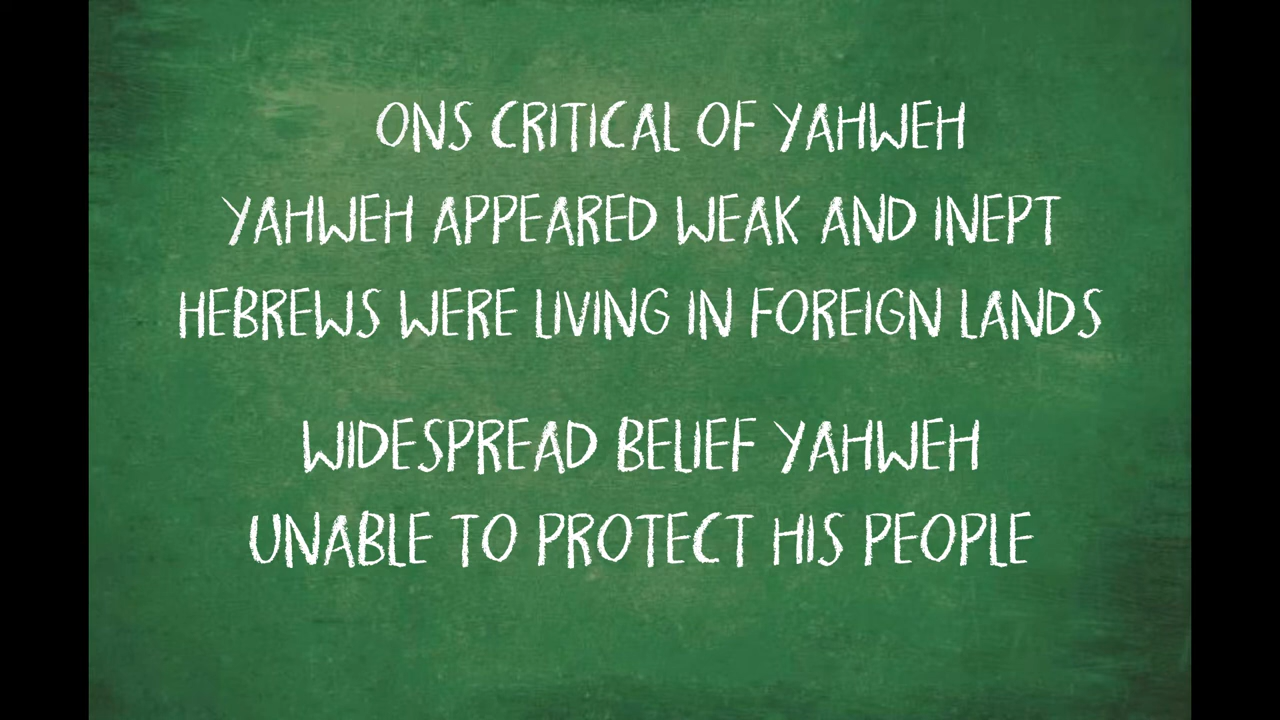 ONS CRITICAL OF YAHWEH
YAHWEH APPEARED WEAK AND INEPT
HEBREWS WERE LIVING IN FOREIGN LANDS
WIDESPREAD BELIEF YAHWEH
UNABLE TO PROTECT HIS PEOPLE